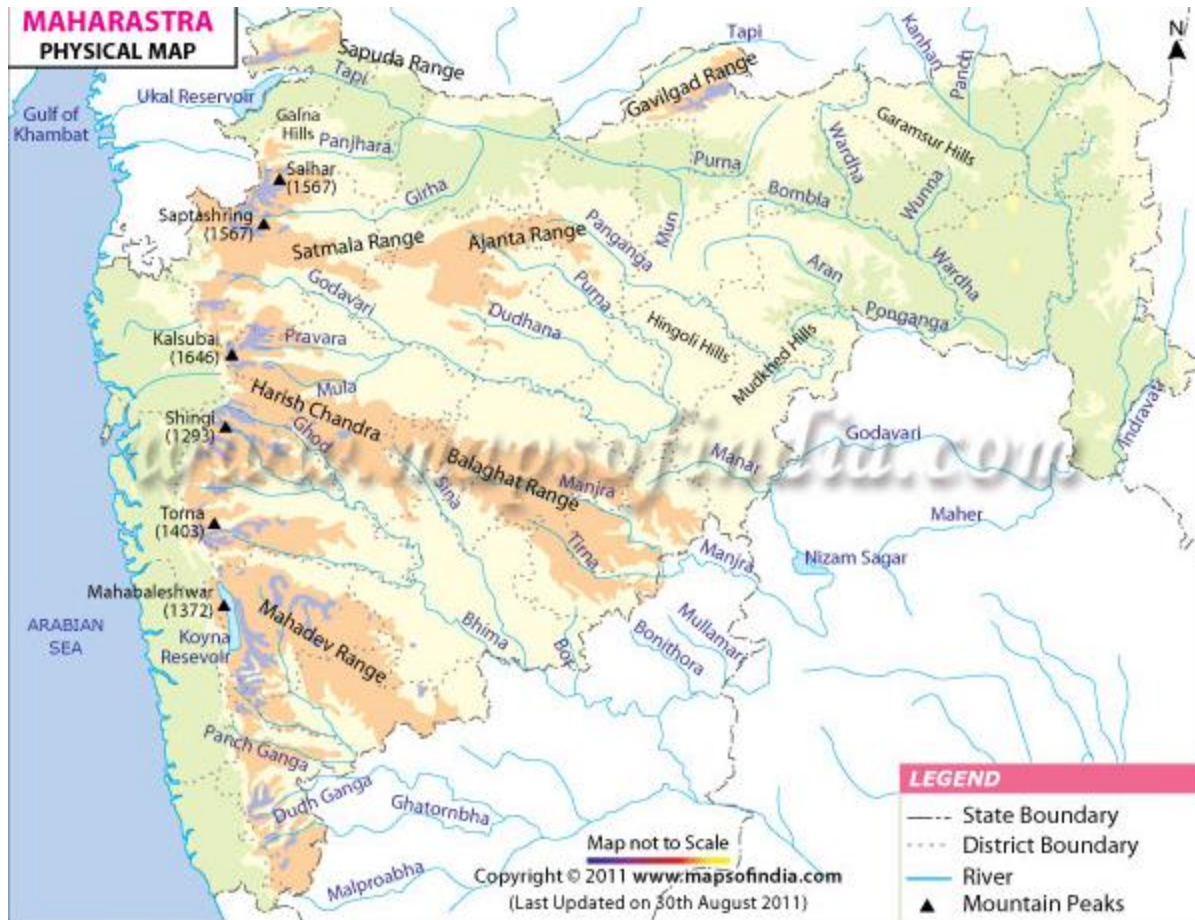 MAHARASTRA
PHYSICAL MAP
N
Gulf of
Khambat
Ukal Reservoir
Sapuda Range
Tapi
Tapi
Gavilgad Range
Kanhan
Panch
Galna
Hills
Panjhara
Salhar
(1567)
Girha
Purna
Wardha
Garamsur Hills
Wunna
Bombla
Saptashring
(1567)
Satmala Range
Ajanta Range
Panganga
Mun
Aran
Wardha
Godavari
Purna
Dudhana
Hingoli Hills
Mudkhed Hills
Ponganga
Kalsubai
(1646)
Pravara
Mula
Harish Chandra
Shingi
(1293)
Ghod
Sina
Balaghat Range
Manjra
Manar
Godavari
Indravati
www.mapsofindia.com
Torna
(1403)
Tirna
Manjra
Maher
Nizam Sagar
Mahabaleshwar
(1372)
Mahadev Range
Bhima
Bor
Mullamari
Bonithora
ARABIAN
SEA
Koyna
Resevoir
Panch Ganga
Dudh Ganga
Ghatornbha
Malproabha
LEGEND
State Boundary
District Boundary
River
Mountain Peaks
Map not to Scale
Copyright © 2011 www.mapsofindia.com
(Last Updated on 30th August 2011)